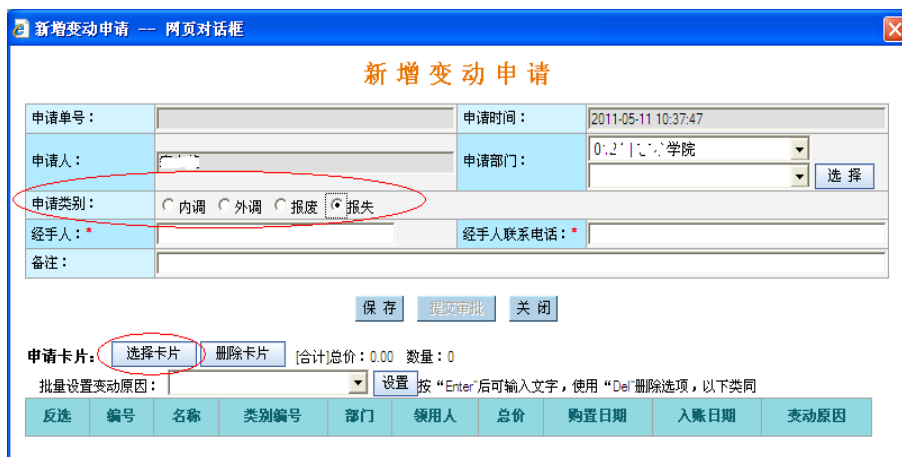 新增变动申请 -- 网页对话框
新增变动申请
申请单号： 申请时间： 2011-05-11 10:37:47
申请人： 申请部门： 学院
选择
申请类别： 内调 外调 报废 报失
经手人：* 经手人联系电话：*
备注：
保存 提交审批 关闭
申请卡片： 选择卡片 删除卡片 [合计]总价：0.00 数量：0
批量设置变动原因： 设置 按“Enter”后可输入文字，使用“Del”删除选项，以下类同
反选 编号 名称 类别编号 部门 领用人 总价 购置日期 入账日期 变动原因